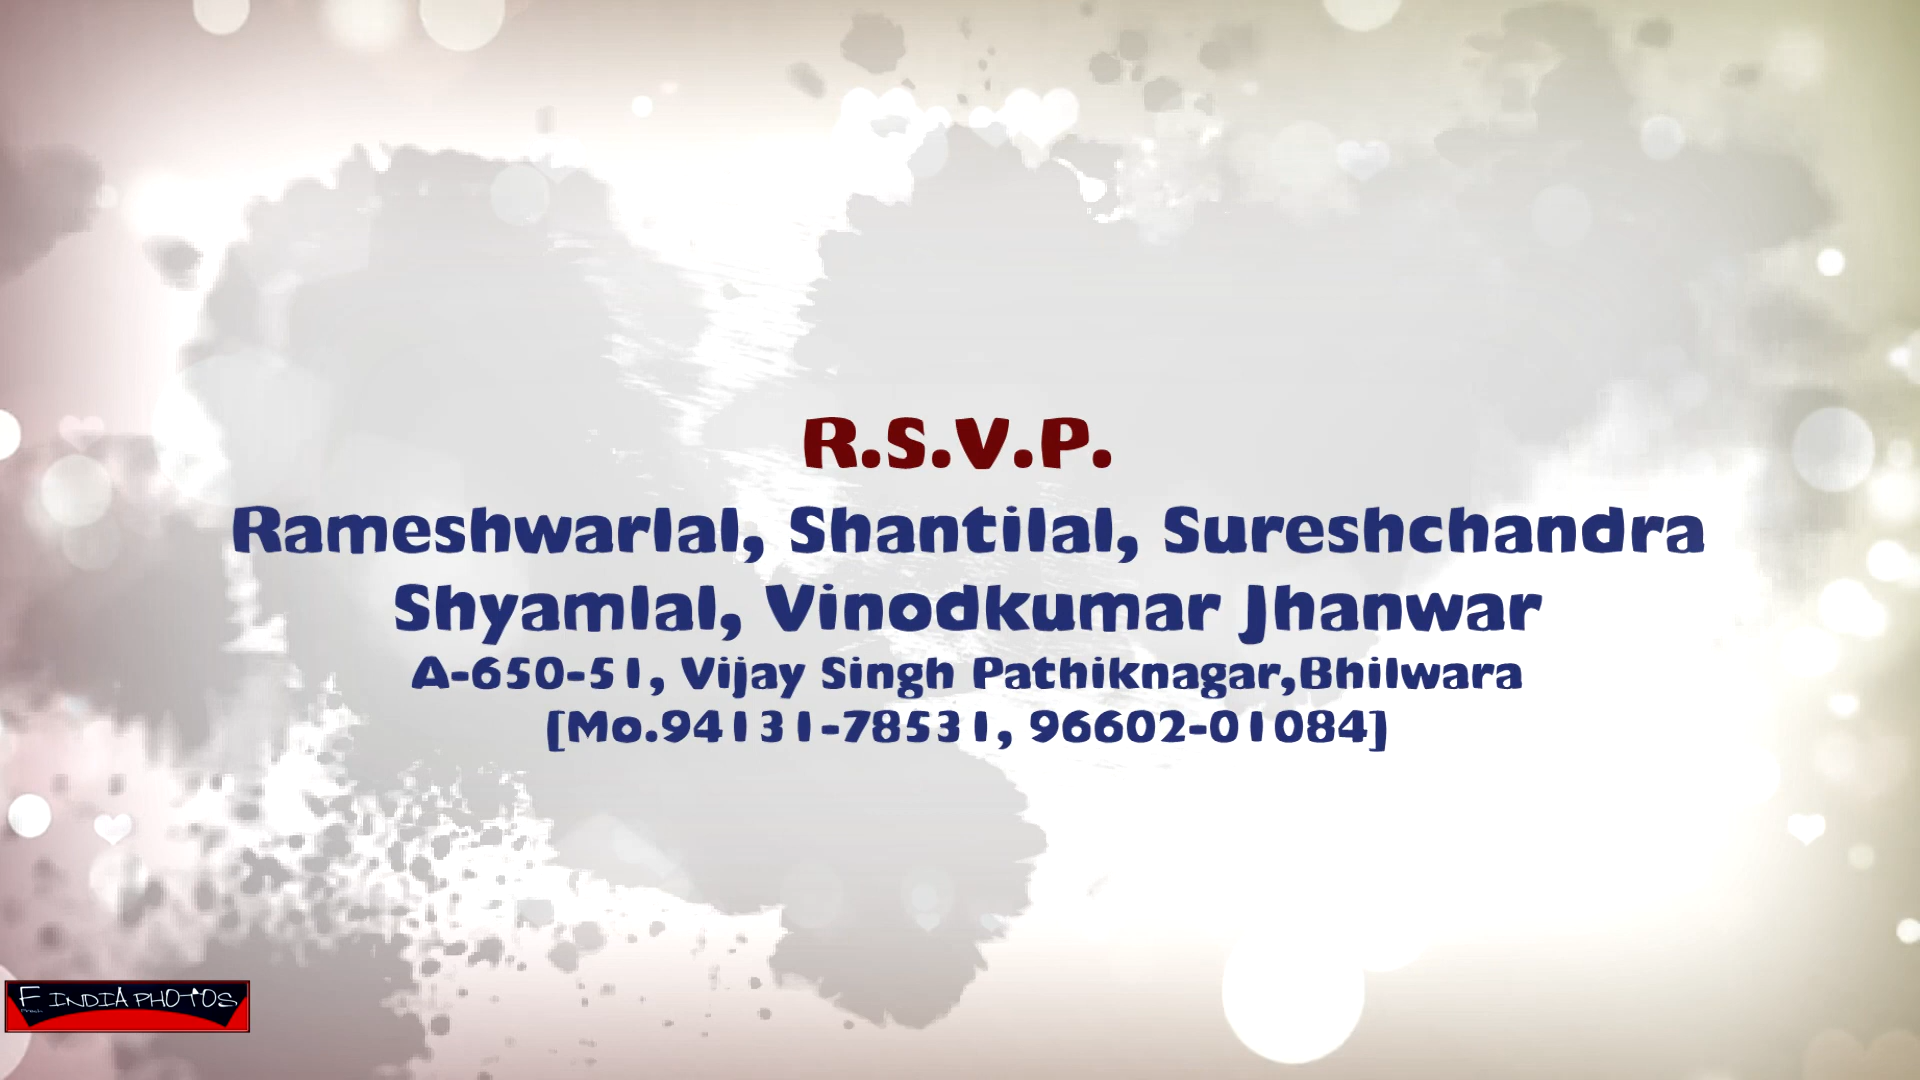 R.S.V.P.
Rameshwarlal, Shantilal, Sureshchandra
Shyamlal, Vinodkumar Jhanwar
A-650-51, Vijay Singh Pathiknagar,Bhilwara
[Mo.94131-78531, 96602-01084]
F INDIA PHOTOS